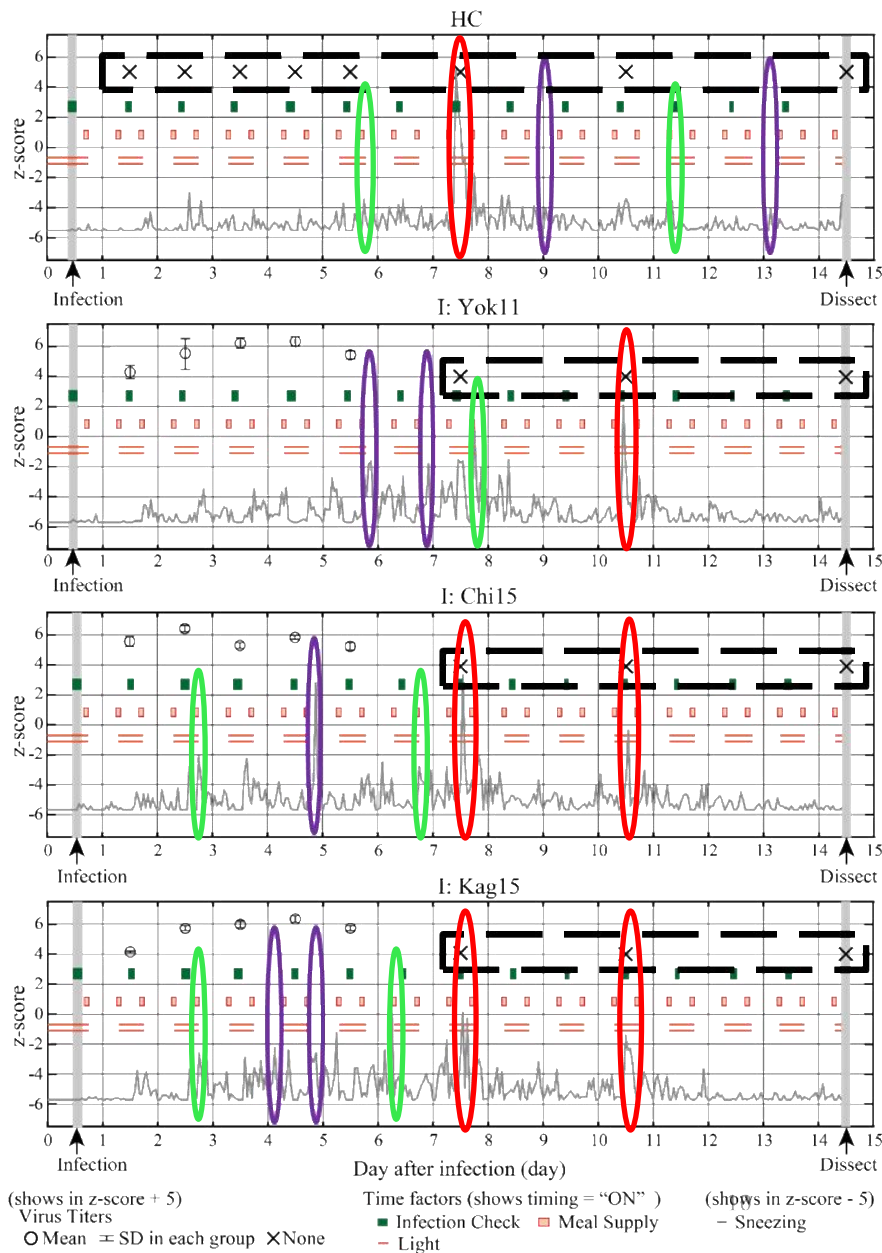 HC
6
4
2
0
-2
-4
-6
z-score
0 1 2 3 4 5 6 7 8 9 10 11 12 13 14 15
Infection
Dissect
I: Yok11
6
4
2
0
-2
-4
-6
z-score
0 1 2 3 4 5 6 7 8 9 10 11 12 13 14 15
Infection
Dissect
I: Chi15
6
4
2
0
-2
-4
-6
z-score
0 1 2 3 4 5 6 7 8 9 10 11 12 13 14 15
Infection
Dissect
I: Kag15
6
4
2
0
-2
-4
-6
z-score
0 1 2 3 4 5 6 7 8 9 10 11 12 13 14 15
Infection
Dissect
Day after infection (day)
(shows in z-score + 5)
Virus Titers
Mean SD in each group None
Time factors (shows timing = “ON” )
Infection Check Meal Supply
Light
(shows in z-score - 5)
Sneezing